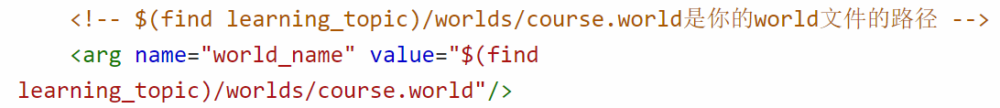 <!-- $(find learning_topic)/worlds/course.world是你的world文件的路径 -->
<arg name="world_name" value="$(find
learning_topic)/worlds/course.world"/>